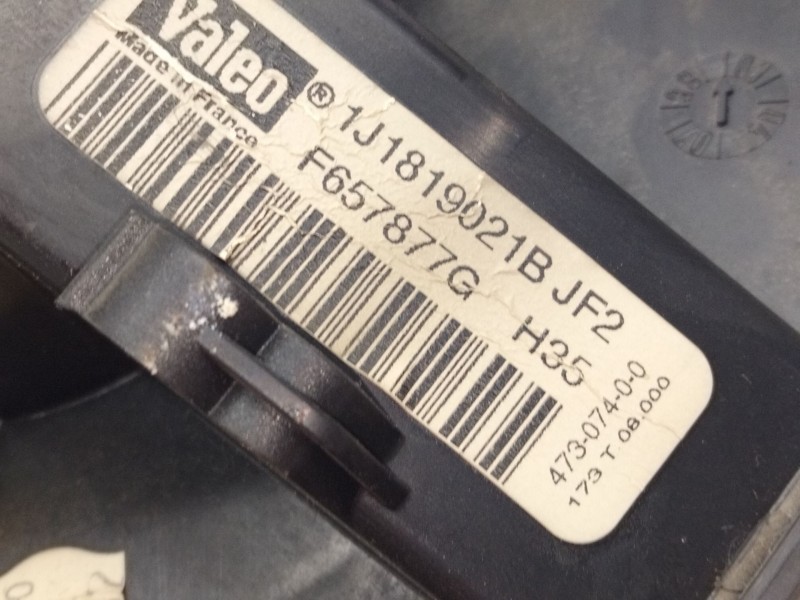 Valeo ®
Made in France
1J1819021B JF2
F657877G H35
473-074-0-0
173 T 08.000